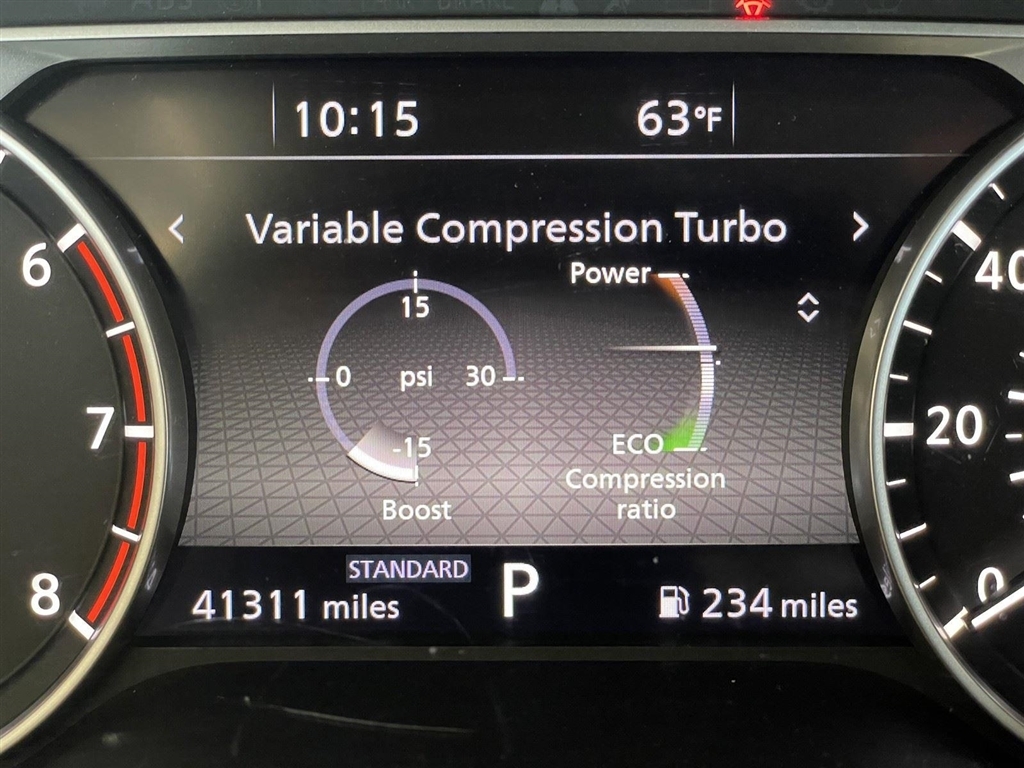 10:15 63°F
Variable Compression Turbo
Power
15
6
40
0 psi 30
7
20
-15
ECO
Compression
ratio
Boost
STANDARD
8
P
0
41311 miles
234 miles